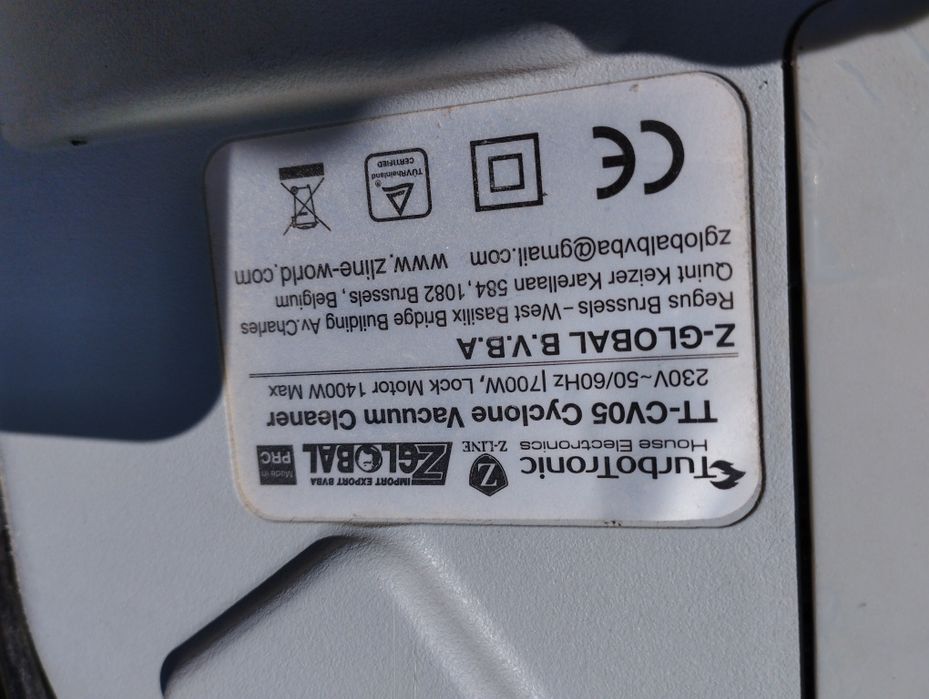 TurboTronic
House Electronics
Z
Z-LINE
IMPORT EXPORT BVBA
ZGLOBAL
Made in
PRC
TT-CV05 Cyclone Vacuum Cleaner
230V~50/60Hz |700W, Lock Motor 1400W Max
Z-GLOBAL B.V.B.A
Regus Brussels – West Basilix Bridge Building Av.Charles
Quint Keizer Karellaan 584 , 1082 Brussels , Belgium
zglobalbvba@gmail.com www.zline-world.com
CE
TÜVRheinland
CERTIFIED